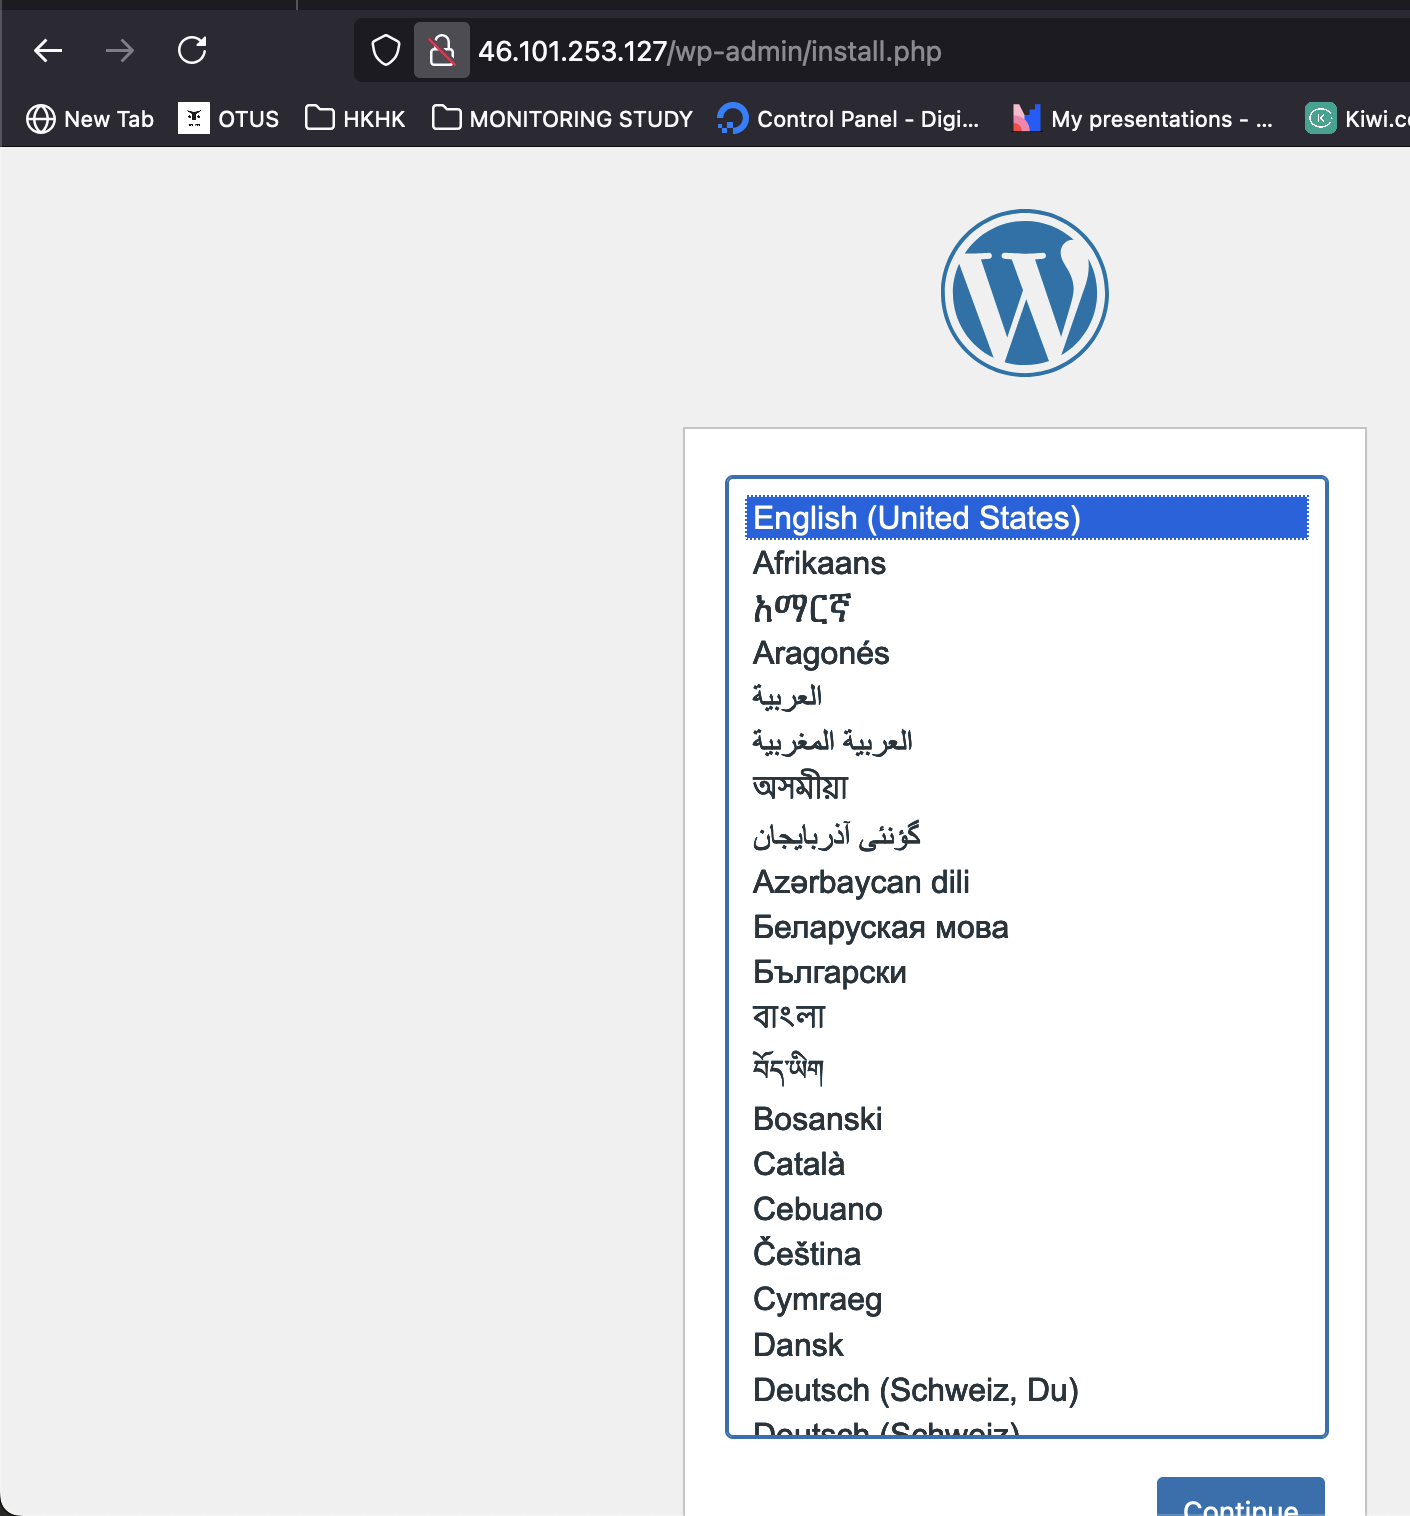 46.101.253.127/wp-admin/install.php
New Tab OTUS HKHK MONITORING STUDY Control Panel - Digi... My presentations - ... Kiwi.c
English (United States)
Afrikaans
አማርኛ
Aragonés
العربية
العربية المغربية
অসমীয়া
گؤنئی آذربایجان
Azərbaycan dili
Беларуская мова
Български
বাংলা
བོད་ཡིག
Bosanski
Català
Cebuano
Čeština
Cymraeg
Dansk
Deutsch (Schweiz, Du)
Deutsch (Schweiz)
Continue